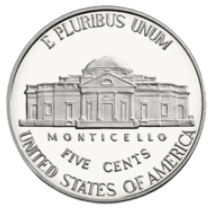 E PLURIBUS UNUM
MONTICELLO
FIVE CENTS
UNITED STATES OF AMERICA